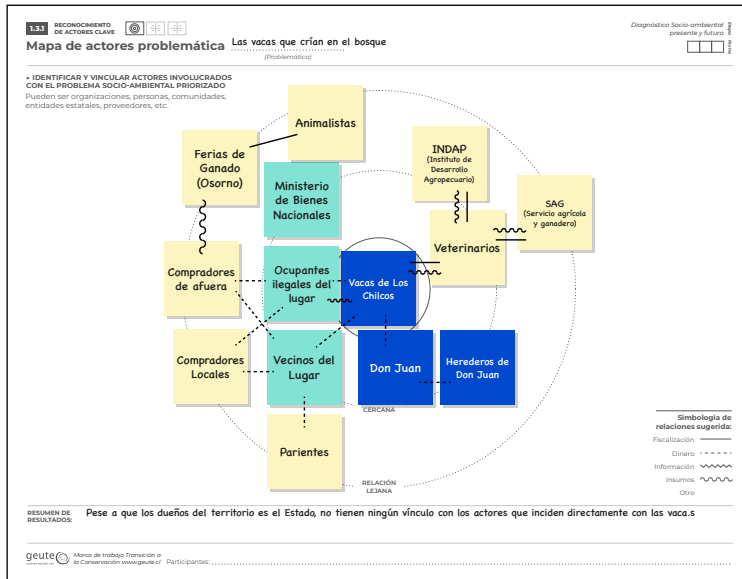 1.3.1
RECONOCIMIENTO
DE ACTORES CLAVE
Mapa de actores problemática
Las vacas que crían en el bosque
(Problemática)
Diagnóstico Socio-ambiental
presente y futuro
Etapa
Fecha
• IDENTIFICAR Y VINCULAR ACTORES INVOLUCRADOS
CON EL PROBLEMA SOCIO-AMBIENTAL PRIORIZADO
Pueden ser organizaciones, personas, comunidades,
entidades estatales, proveedores, etc.
Animalistas
Ferias de
Ganado
(Osorno)
INDAP
(Instituto de
Desarrollo
Agropecuario)
Ministerio
de Bienes
Nacionales
SAG
(Servicio agrícola
y ganadero)
Veterinarios
Compradores
de afuera
Ocupantes
ilegales del
lugar
Vacas de Los
Chilcos
Compradores
Locales
Vecinos del
Lugar
Don Juan
Herederos de
Don Juan
CERCANA
Parientes
RELACIÓN
LEJANA
Simbología de
relaciones sugerida:
Fiscalización
Dinero
Información
Insumos
Otro
RESUMEN DE
RESULTADOS:
Pese a que los dueños del territorio es el Estado, no tienen ningún vínculo con los actores que inciden directamente con las vaca.s
geute
Marco de trabajo Transición a
la Conservación www.geute.cl
Participantes: